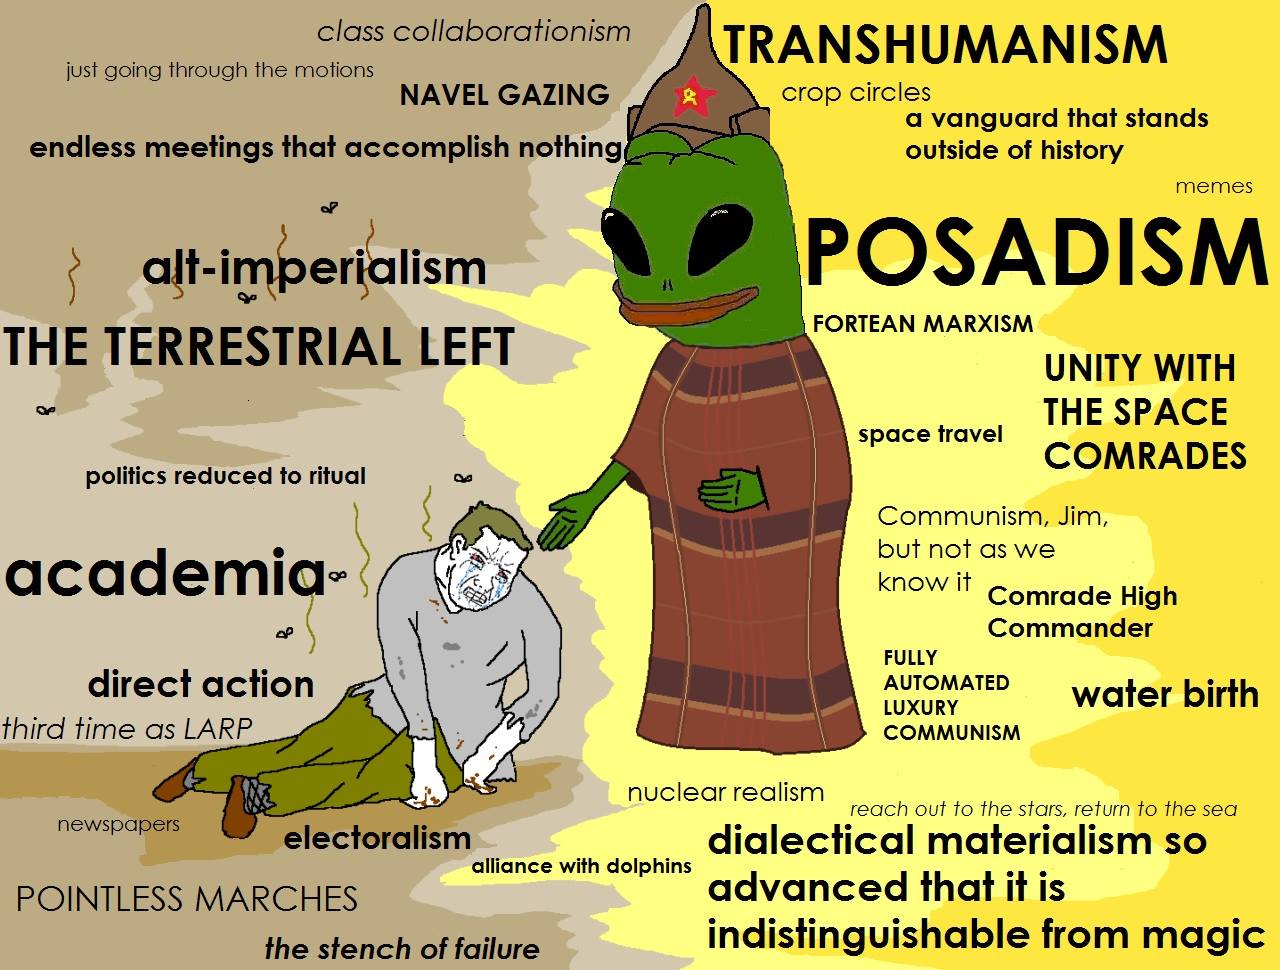 class collaborationism
just going through the motions
NAVEL GAZING
endless meetings that accomplish nothing
alt-imperialism
THE TERRESTRIAL LEFT
politics reduced to ritual
academia
direct action
third time as LARP
newspapers
electoralism
alliance with dolphins
POINTLESS MARCHES
the stench of failure
TRANSHUMANISM
crop circles
a vanguard that stands
outside of history
memes
POSADISM
FORTEAN MARXISM
UNITY WITH
THE SPACE
COMRADES
space travel
Communism, Jim,
but not as we
know it
Comrade High
Commander
FULLY
AUTOMATED
LUXURY
COMMUNISM
water birth
nuclear realism
reach out to the stars, return to the sea
dialectical materialism so
advanced that it is
indistinguishable from magic